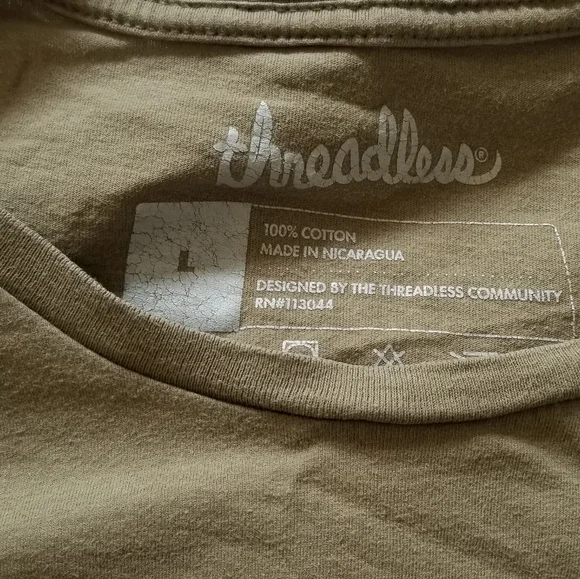 threadless®
L
100% COTTON
MADE IN NICARAGUA
DESIGNED BY THE THREADLESS COMMUNITY
RN#113044